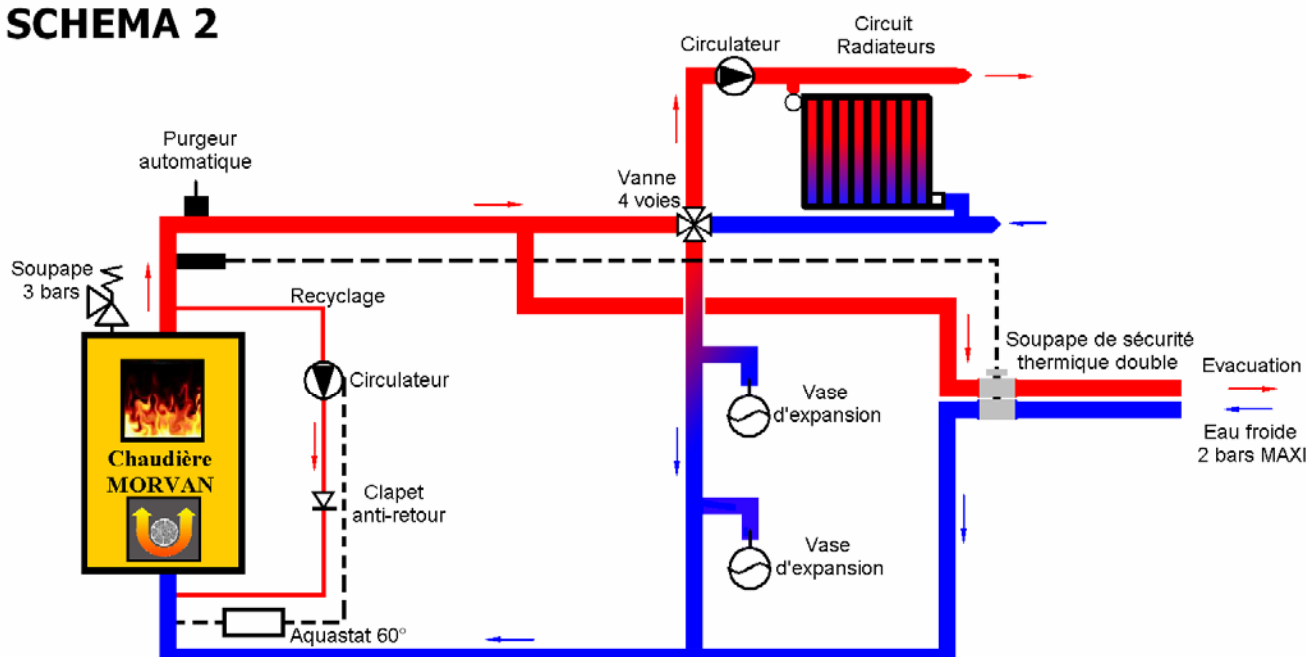 SCHEMA 2
Circulateur
Circuit
Radiateurs
Purgeur
automatique
Vanne
4 voies
Soupape
3 bars
Recyclage
Soupape de sécurité
thermique double
Evacuation
Circulateur
Vase
d'expansion
Eau froide
2 bars MAXI
Chaudière
MORVAN
Clapet
anti-retour
Vase
d'expansion
Aquastat 60°